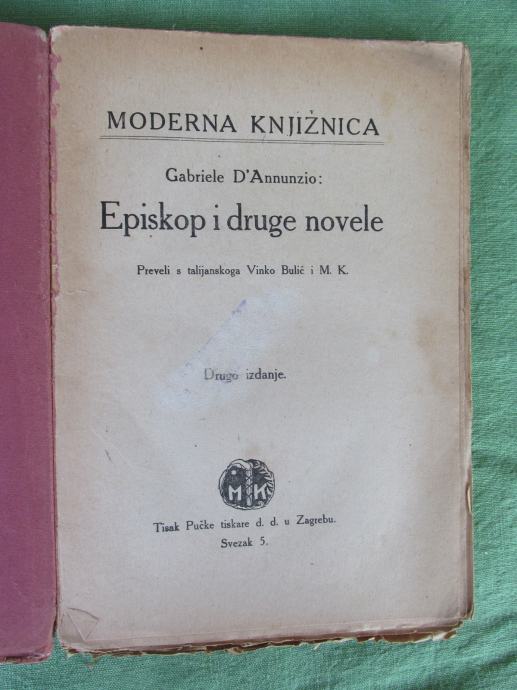 MODERNA KNJIŽNICA
Gabriele D'Annunzio:
Episkop i druge novele
Preveli s talijanskoga Vinko Bulić i M. K.
Drugo izdanje.
M K
Tisak Pučke tiskare d. d. u Zagrebu.
Svezak 5.